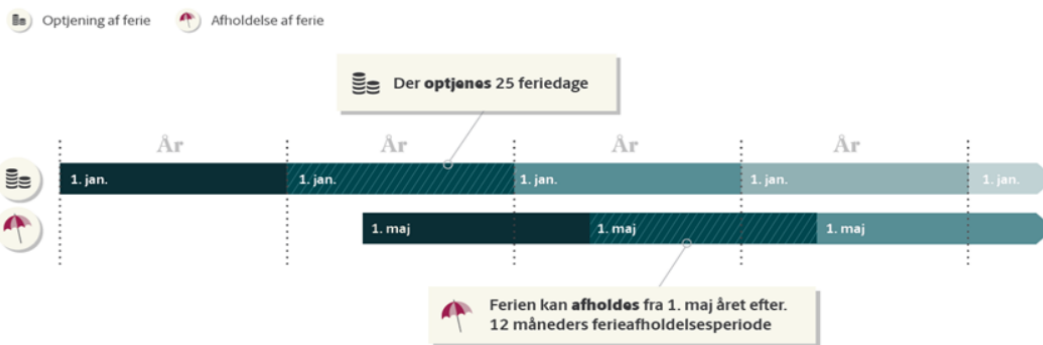 Optjening af ferie
Afholdelse af ferie
Der optjenes 25 feriedage
År
År
År
År
1. jan.
1. jan.
1. jan.
1. jan.
1. jan.
1. maj
1. maj
1. maj
Ferien kan afholdes fra 1. maj året efter.
12 måneders ferieafholdelsesperiode